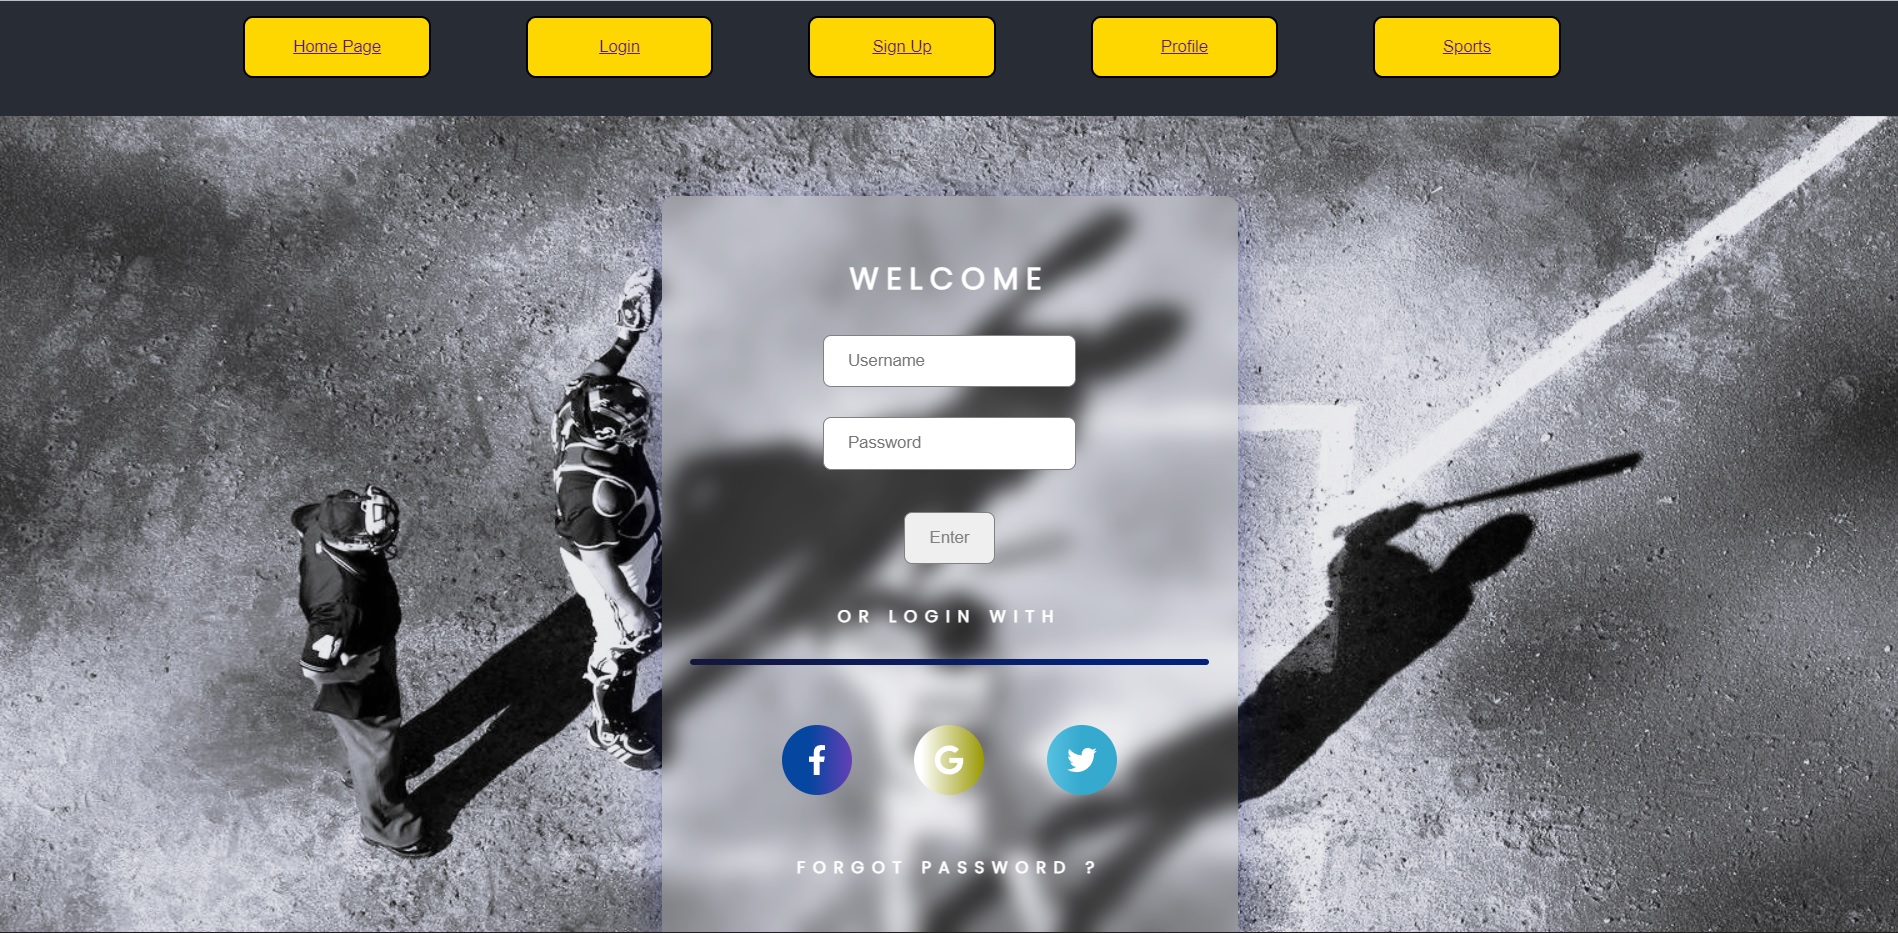 Home Page
Login
Sign Up
Profile
Sports
WELCOME
Username
Password
Enter
OR LOGIN WITH
FORGOT PASSWORD ?